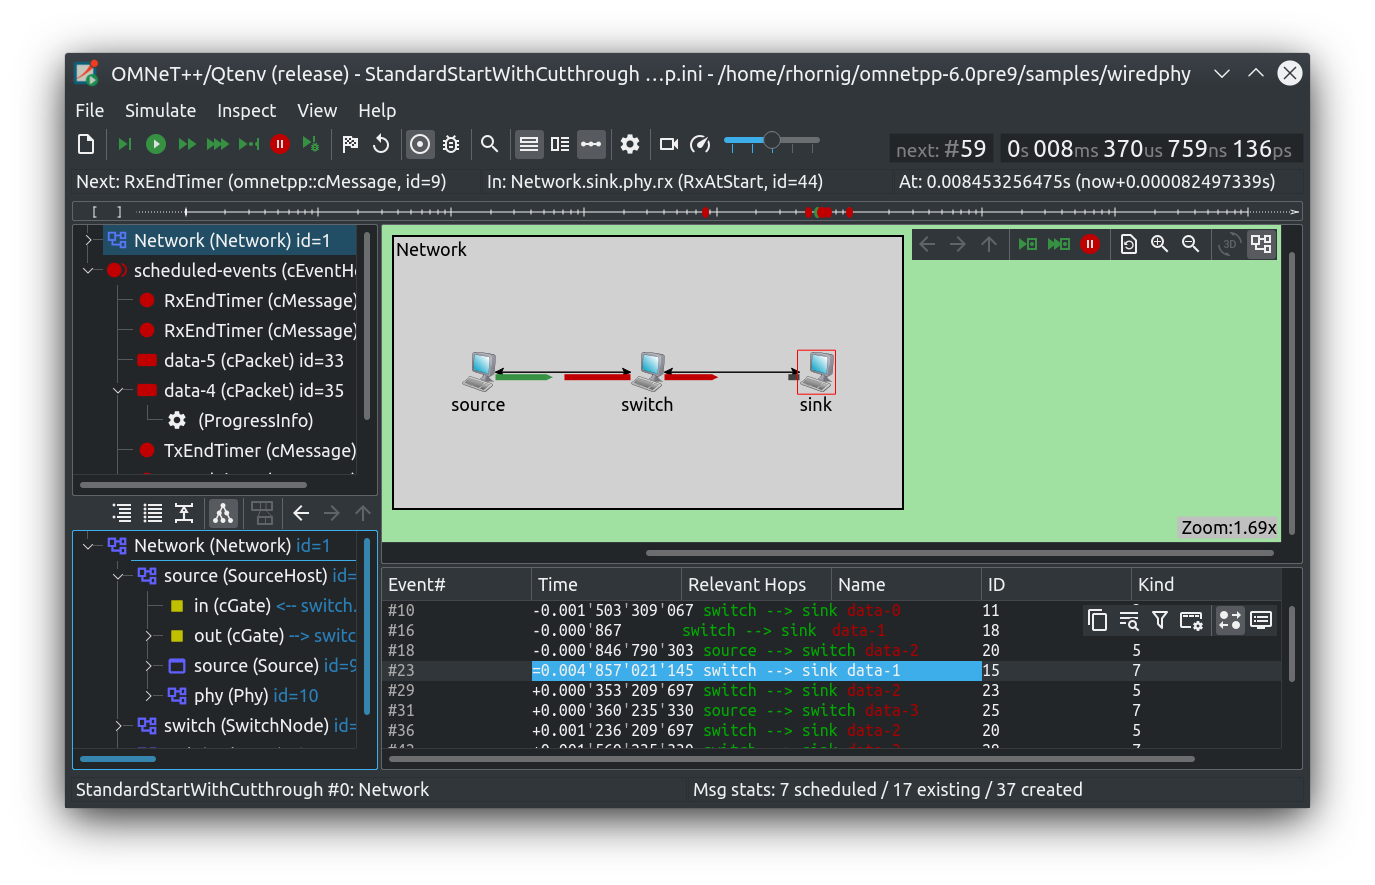 OMNeT++/Qtenv (release) - StandardStartWithCutthrough …p.ini - /home/rhornig/omnetpp-6.0pre9/samples/wiredphy
File Simulate Inspect View Help
next: #59 0s 008ms 370us 759ns 136ps
Next: RxEndTimer (omnetpp::cMessage, id=9) In: Network.sink.phy.rx (RxAtStart, id=44) At: 0.008453256475s (now+0.000082497339s)
[ ]
Network (Network) id=1
scheduled-events (cEventHe
RxEndTimer (cMessage)
RxEndTimer (cMessage)
data-5 (cPacket) id=33
data-4 (cPacket) id=35
(ProgressInfo)
TxEndTimer (cMessage)
Network (Network) id=1
source (SourceHost) id=
in (cGate) <-- switch.
out (cGate) --> switc
source (Source) id=9
phy (Phy) id=10
switch (SwitchNode) id=
3D
Network
source switch sink
Zoom:1.69x
Event# Time Relevant Hops Name ID Kind
#10 -0.001'503'309'067 switch --> sink data-0 11
#16 -0.000'867 switch --> sink data-1 18
#18 -0.000'846'790'303 source --> switch data-2 20 5
#23 =0.004'857'021'145 switch --> sink data-1 15 7
#29 +0.000'353'209'697 switch --> sink data-2 23 5
#31 +0.000'360'235'330 source --> switch data-3 25 7
#36 +0.001'236'209'697 switch --> sink data-2 20 5
StandardStartWithCutthrough #0: Network Msg stats: 7 scheduled / 17 existing / 37 created